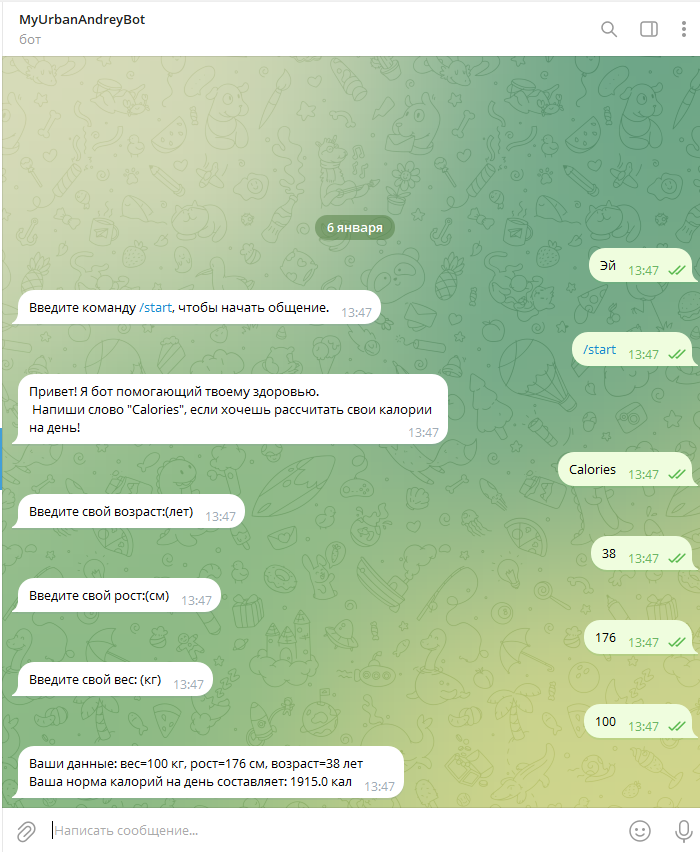 MyUrbanAndreyBot
бот
6 января
Эй 13:47
Введите команду /start, чтобы начать общение. 13:47
/start 13:47
Привет! Я бот помогающий твоему здоровью.
Напиши слово "Calories", если хочешь рассчитать свои калории
на день! 13:47
Calories 13:47
Введите свой возраст:(лет) 13:47
38 13:47
Введите свой рост:(см) 13:47
176 13:47
Введите свой вес: (кг) 13:47
100 13:47
Ваши данные: вес=100 кг, рост=176 см, возраст=38 лет
Ваша норма калорий на день составляет: 1915.0 кал 13:47
Написать сообщение...